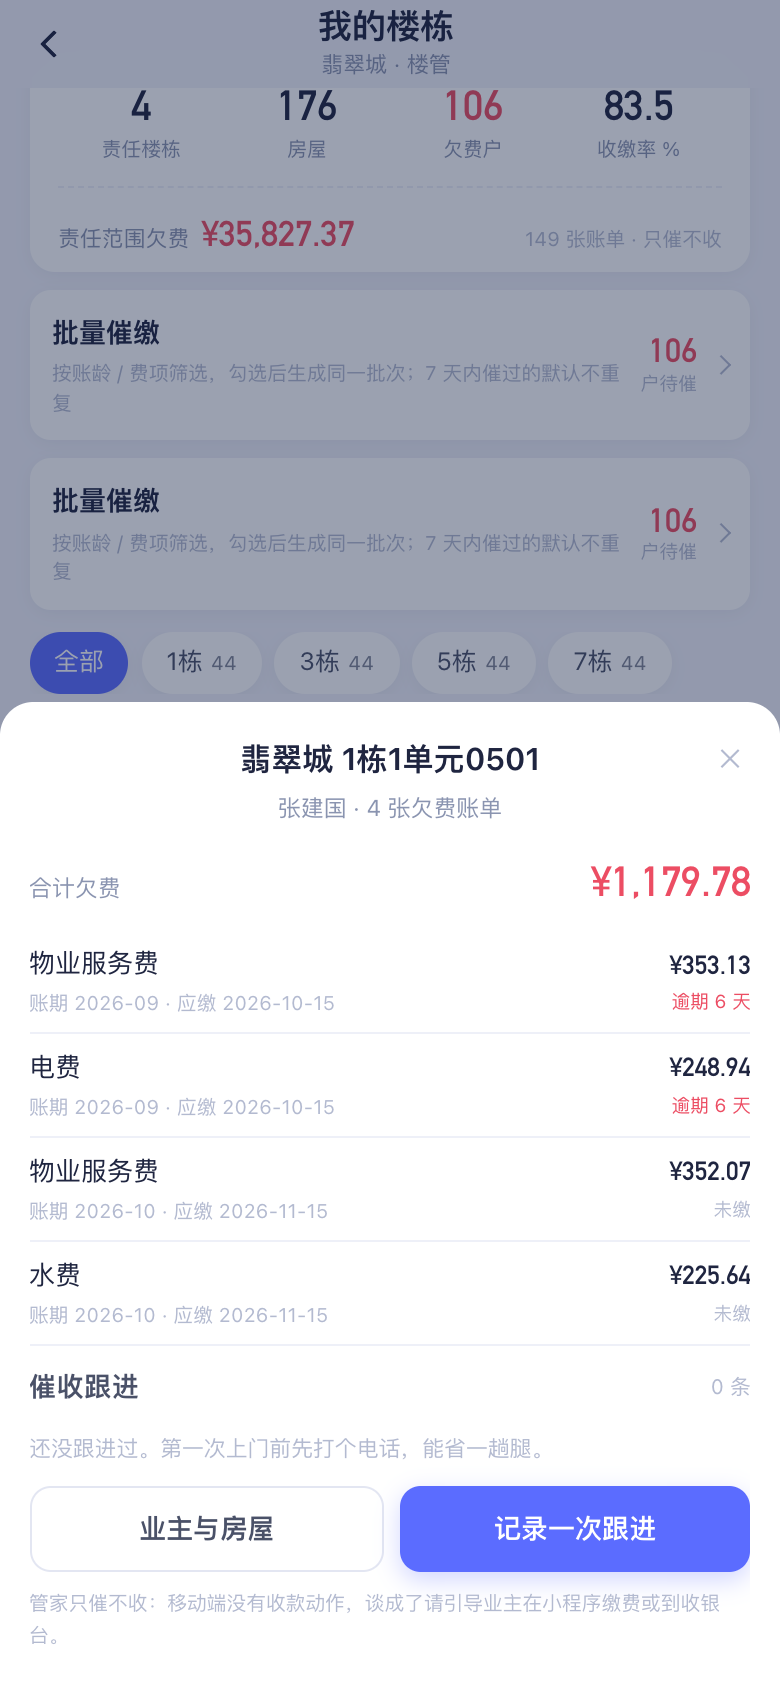 我的楼栋
翡翠城 · 楼管
4 176 106 83.5
责任楼栋 房屋 欠费户 收缴率 %
责任范围欠费 ¥35,827.37 149 张账单 · 只催不收
批量催缴
106
按账龄 / 费项筛选，勾选后生成同一批次；7 天内催过的默认不重
复
户待催
批量催缴
106
按账龄 / 费项筛选，勾选后生成同一批次；7 天内催过的默认不重
复
户待催
全部 1栋 44 3栋 44 5栋 44 7栋 44
翡翠城 1栋1单元0501
张建国 · 4 张欠费账单
合计欠费 ¥1,179.78
物业服务费 ¥353.13
账期 2026-09 · 应缴 2026-10-15 逾期 6 天
电费 ¥248.94
账期 2026-09 · 应缴 2026-10-15 逾期 6 天
物业服务费 ¥352.07
账期 2026-10 · 应缴 2026-11-15 未缴
水费 ¥225.64
账期 2026-10 · 应缴 2026-11-15 未缴
催收跟进 0 条
还没跟进过。第一次上门前先打个电话，能省一趟腿。
业主与房屋 记录一次跟进
管家只催不收：移动端没有收款动作，谈成了请引导业主在小程序缴费或到收银
台。